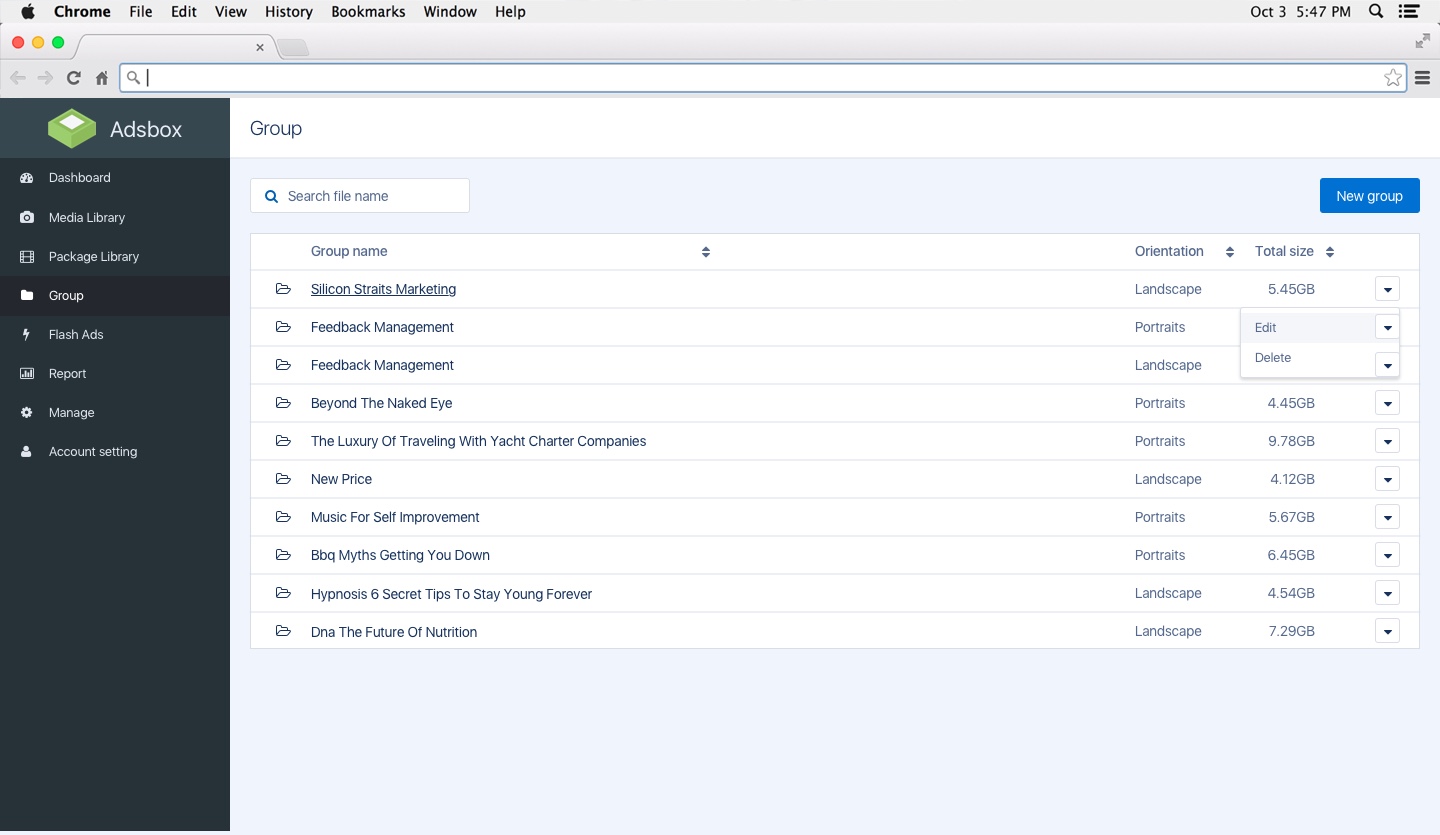 Chrome File Edit View History Bookmarks Window Help Oct 3 5:47 PM
Adsbox
Group
Dashboard
Media Library
Package Library
Group
Flash Ads
Report
Manage
Account setting
Search file name
New group
Group name Orientation Total size
Silicon Straits Marketing Landscape 5.45GB
Feedback Management Portraits
Edit
Feedback Management Landscape
Delete
Beyond The Naked Eye Portraits 4.45GB
The Luxury Of Traveling With Yacht Charter Companies Portraits 9.78GB
New Price Landscape 4.12GB
Music For Self Improvement Portraits 5.67GB
Bbq Myths Getting You Down Portraits 6.45GB
Hypnosis 6 Secret Tips To Stay Young Forever Landscape 4.54GB
Dna The Future Of Nutrition Landscape 7.29GB